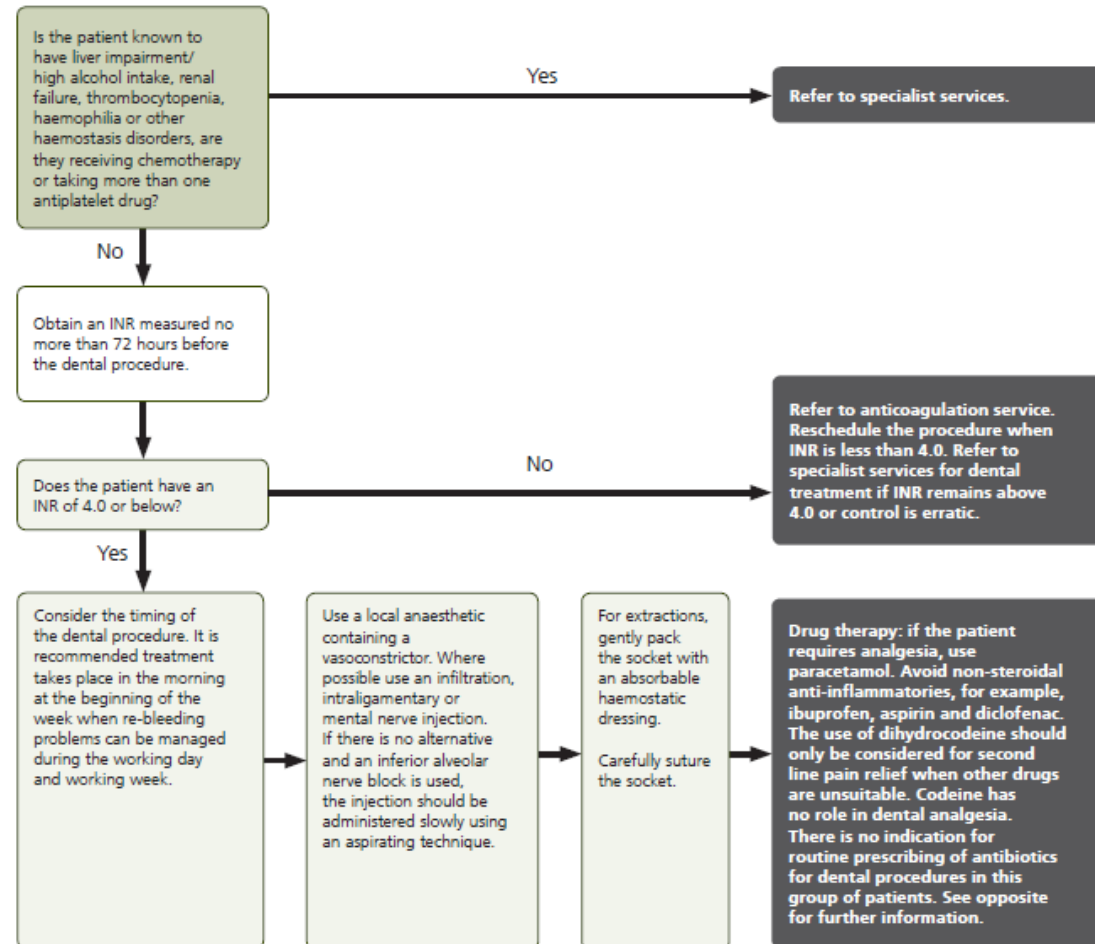 Is the patient known to
have liver impairment/
high alcohol intake, renal
failure, thrombocytopenia,
haemophilia or other
haemostasis disorders, are
they receiving chemotherapy
or taking more than one
antiplatelet drug?
Yes
Refer to specialist services.
No
Obtain an INR measured no
more than 72 hours before
the dental procedure.
Does the patient have an
INR of 4.0 or below?
No
Refer to anticoagulation service.
Reschedule the procedure when
INR is less than 4.0. Refer to
specialist services for dental
treatment if INR remains above
4.0 or control is erratic.
Yes
Consider the timing of
the dental procedure. It is
recommended treatment
takes place in the morning
at the beginning of the
week when re-bleeding
problems can be managed
during the working day
and working week.
Use a local anaesthetic
containing a
vasoconstrictor. Where
possible use an infiltration,
intraligamentary or
mental nerve injection.
If there is no alternative
and an inferior alveolar
nerve block is used,
the injection should be
administered slowly using
an aspirating technique.
For extractions,
gently pack
the socket with
an absorbable
haemostatic
dressing.
Carefully suture
the socket.
Drug therapy: if the patient
requires analgesia, use
paracetamol. Avoid non-steroidal
anti-inflammatories, for example,
ibuprofen, aspirin and diclofenac.
The use of dihydrocodeine should
only be considered for second
line pain relief when other drugs
are unsuitable. Codeine has
no role in dental analgesia.
There is no indication for
routine prescribing of antibiotics
for dental procedures in this
group of patients. See opposite
for further information.